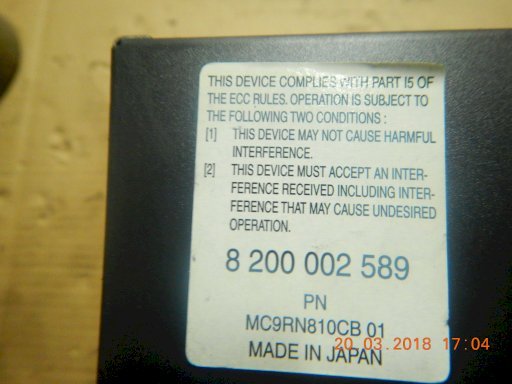 THIS DEVICE COMPLIES WITH PART 15 OF
THE ECC RULES. OPERATION IS SUBJECT TO
THE FOLLOWING TWO CONDITIONS :
[1] THIS DEVICE MAY NOT CAUSE HARMFUL
INTERFERENCE.
[2] THIS DEVICE MUST ACCEPT AN INTER-
FERENCE RECEIVED INCLUDING INTER-
FERENCE THAT MAY CAUSE UNDESIRED
OPERATION.
8 200 002 589
PN
MC9RN810CB 01
MADE IN JAPAN
20.03.2018 17:04